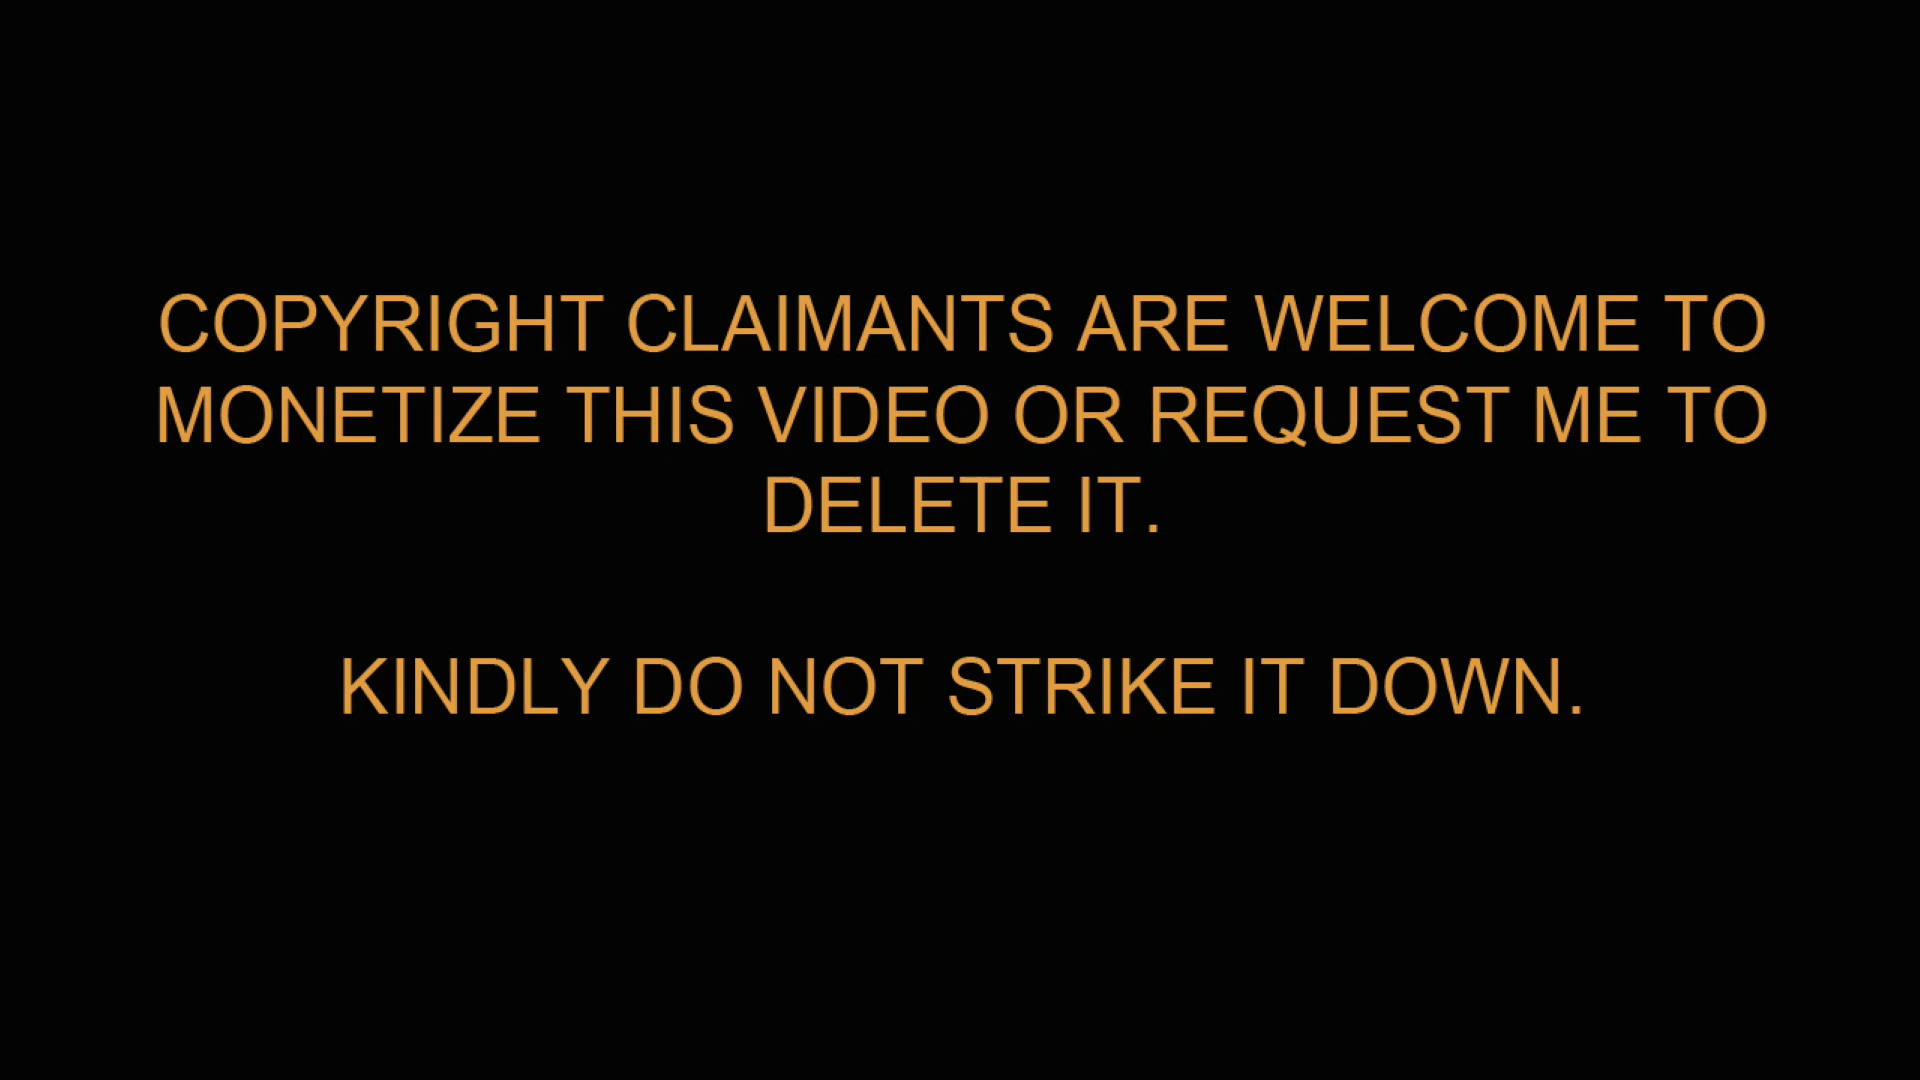 COPYRIGHT CLAIMANTS ARE WELCOME TO
MONETIZE THIS VIDEO OR REQUEST ME TO
DELETE IT.
KINDLY DO NOT STRIKE IT DOWN.